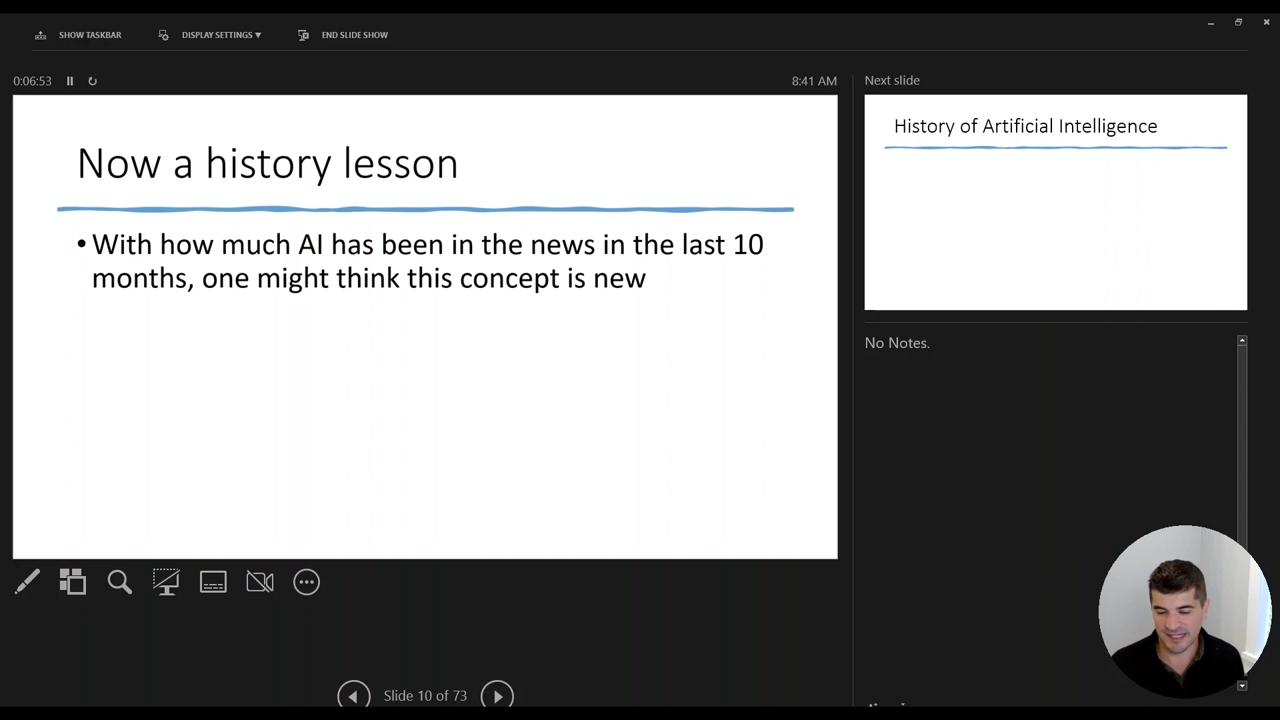 SHOW TASKBAR
DISPLAY SETTINGS ▼
END SLIDE SHOW
0:06:53
8:41 AM
Now a history lesson
• With how much AI has been in the news in the last 10
months, one might think this concept is new
Next slide
History of Artificial Intelligence
No Notes.
Slide 10 of 73